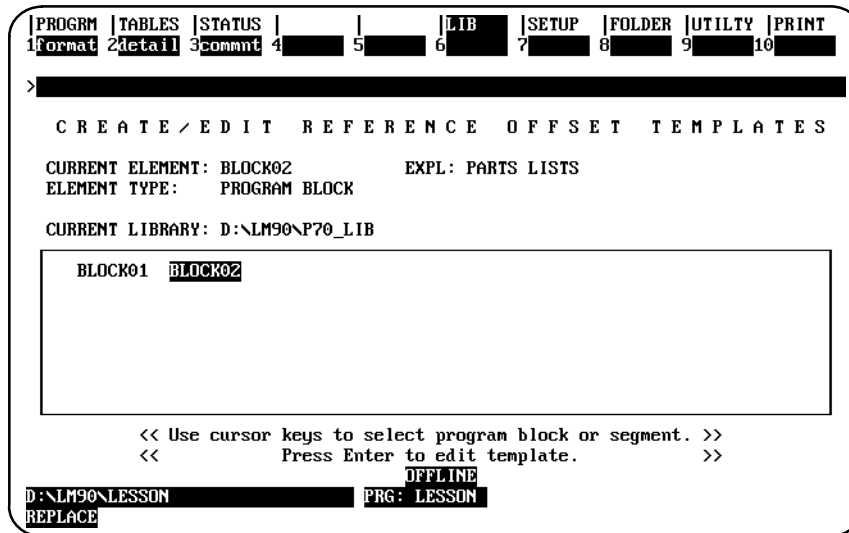 |PROGRM |TABLES |STATUS | | |LIB |SETUP |FOLDER |UTILTY |PRINT
1format 2detail 3commnt 4 5 6 7 8 9 10
>
C R E A T E / E D I T   R E F E R E N C E   O F F S E T   T E M P L A T E S
CURRENT ELEMENT: BLOCK02 EXPL: PARTS LISTS
ELEMENT TYPE: PROGRAM BLOCK
CURRENT LIBRARY: D:\LM90\P70_LIB
BLOCK01 BLOCK02
<< Use cursor keys to select program block or segment. >>
<< Press Enter to edit template. >>
OFFLINE
D:\LM90\LESSON PRG: LESSON
REPLACE